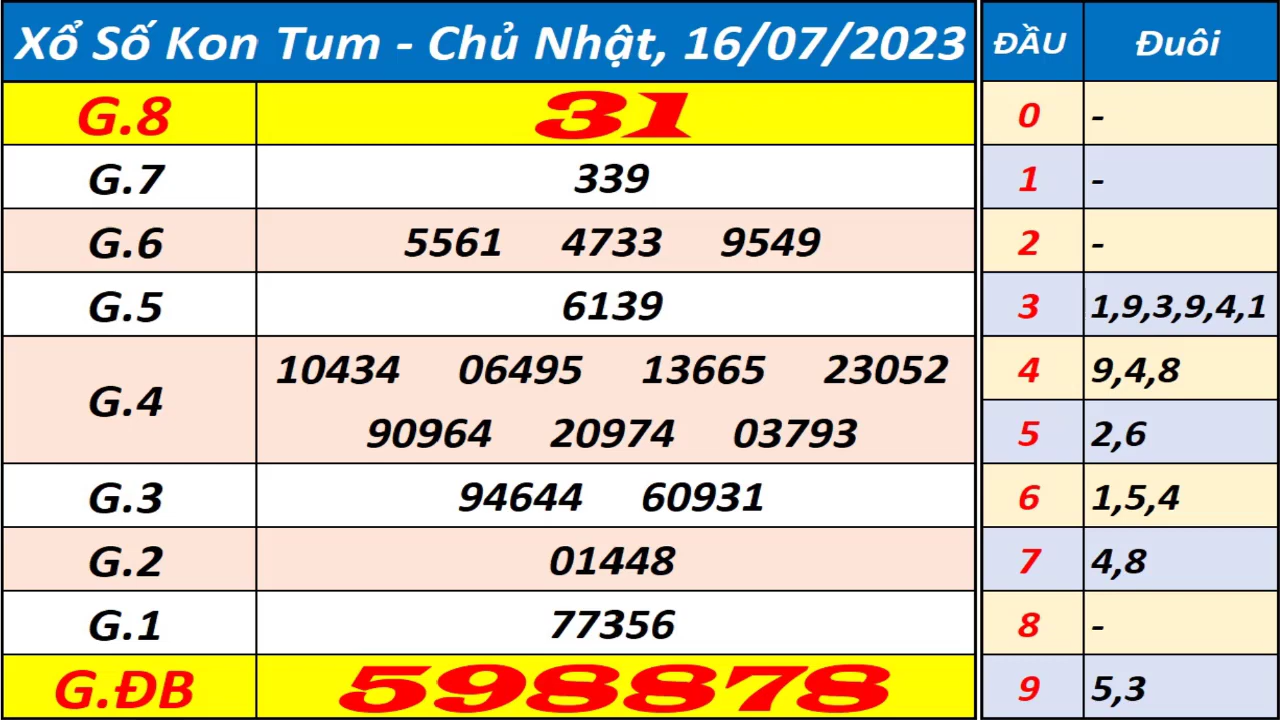 Xổ Số Kon Tum - Chủ Nhật, 16/07/2023
G.8 31
G.7 339
G.6 5561 4733 9549
G.5 6139
G.4 10434 06495 13665 23052
90964 20974 03793
G.3 94644 60931
G.2 01448
G.1 77356
G.ĐB 598878
ĐẦU Đuôi
0 -
1 -
2 -
3 1,9,3,9,4,1
4 9,4,8
5 2,6
6 1,5,4
7 4,8
8 -
9 5,3